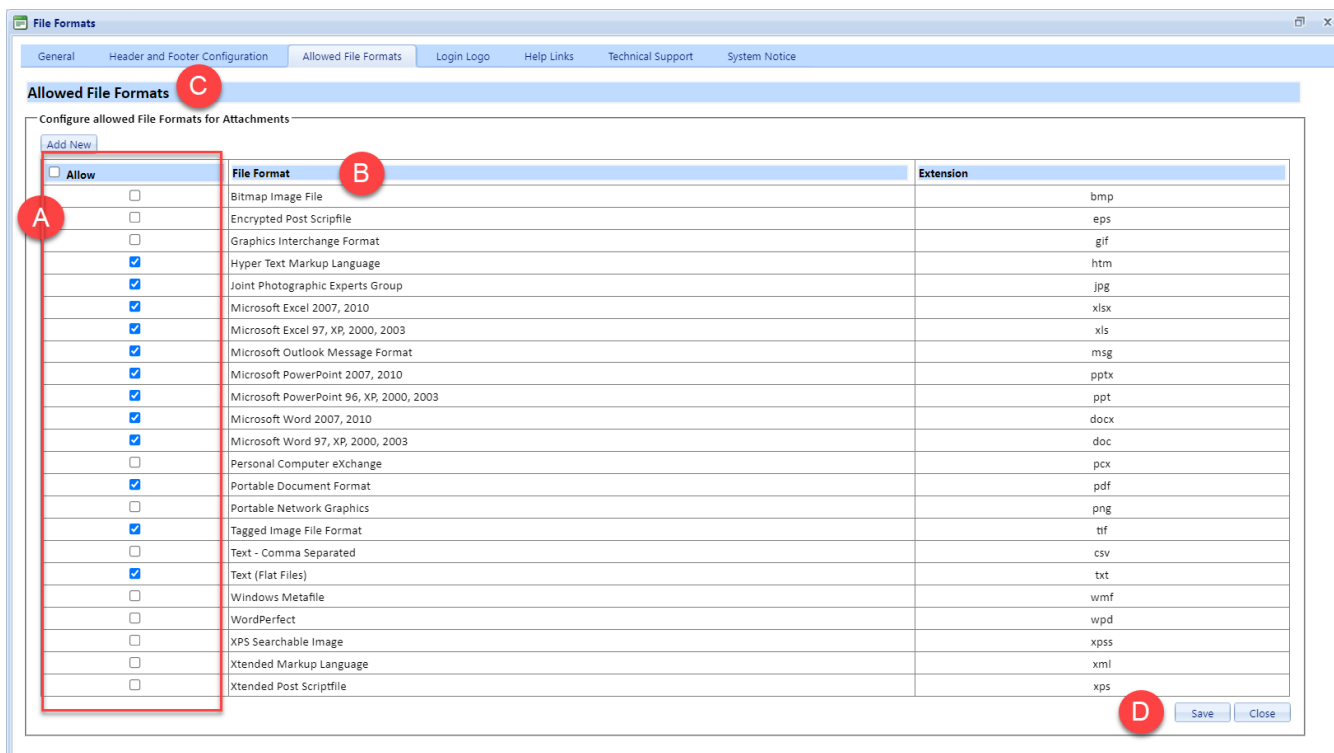 File Formats
General Header and Footer Configuration Allowed File Formats Login Logo Help Links Technical Support System Notice
Allowed File Formats C
Configure allowed File Formats for Attachments
Add New
Allow File Format B Extension
Bitmap Image File bmp
A Encrypted Post Scripfile eps
Graphics Interchange Format gif
Hyper Text Markup Language htm
Joint Photographic Experts Group jpg
Microsoft Excel 2007, 2010 xlsx
Microsoft Excel 97, XP, 2000, 2003 xls
Microsoft Outlook Message Format msg
Microsoft PowerPoint 2007, 2010 pptx
Microsoft PowerPoint 96, XP, 2000, 2003 ppt
Microsoft Word 2007, 2010 docx
Microsoft Word 97, XP, 2000, 2003 doc
Personal Computer eXchange pcx
Portable Document Format pdf
Portable Network Graphics png
Tagged Image File Format tif
Text - Comma Separated csv
Text (Flat Files) txt
Windows Metafile wmf
WordPerfect wpd
XPS Searchable Image xpss
Xtended Markup Language xml
Xtended Post Scriptfile xps
D Save Close